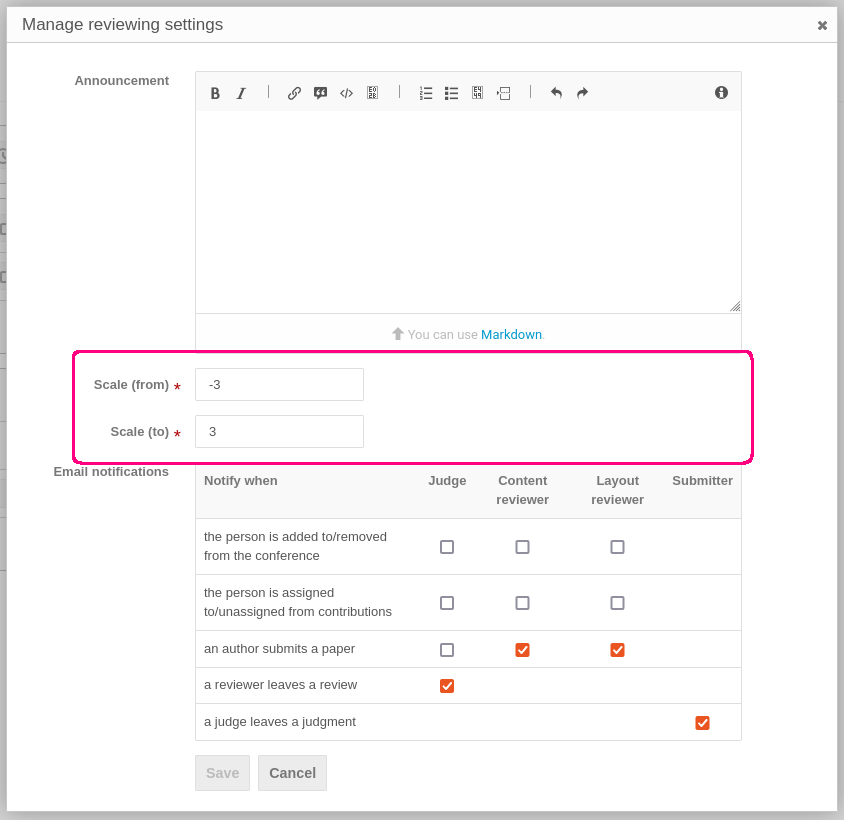 Manage reviewing settings
Announcement
You can use Markdown.
Scale (from) * -3
Scale (to) * 3
Email notifications
Notify when Judge Content reviewer Layout reviewer Submitter
the person is added to/removed
from the conference
the person is assigned
to/unassigned from contributions
an author submits a paper
a reviewer leaves a review
a judge leaves a judgment
Save Cancel